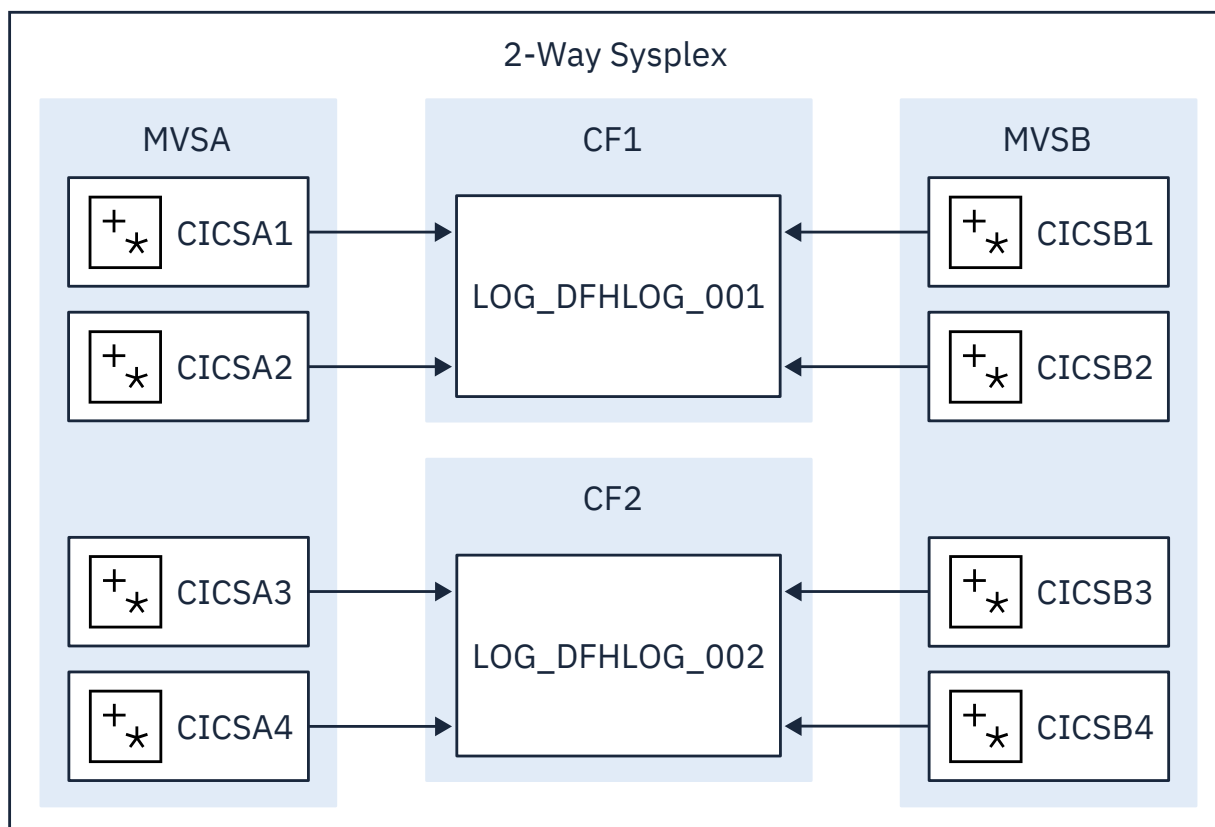 2-Way Sysplex
MVSA
CF1
MVSB
CICSA1
LOG_DFHLOG_001
CICSB1
CICSA2
CICSB2
CF2
CICSA3
LOG_DFHLOG_002
CICSB3
CICSA4
CICSB4